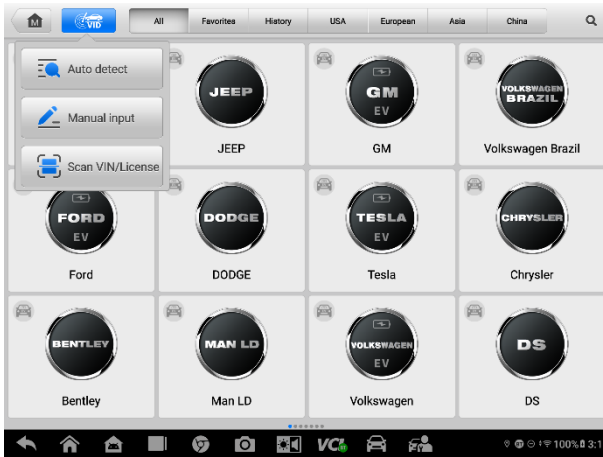 M
VID
All
Favorites
History
USA
European
Asia
China
Auto detect
Manual input
Scan VIN/License
JEEP
JEEP
GM
EV
GM
VOLKSWAGEN
BRAZIL
Volkswagen Brazil
FORD
EV
Ford
DODGE
DODGE
TESLA
EV
Tesla
CHRYSLER
Chrysler
BENTLEY
Bentley
MAN LD
Man LD
VOLKSWAGEN
EV
Volkswagen
DS
DS
VCI
100%
3:1